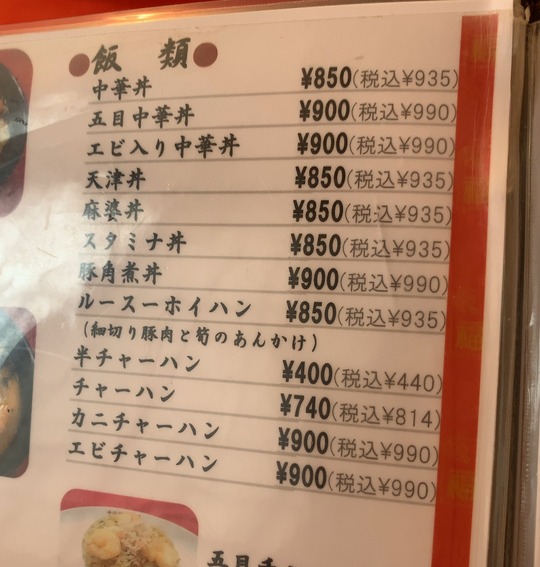 飯 類
中華丼 ¥850(税込¥935)
五目中華丼 ¥900(税込¥990)
エビ入り中華丼 ¥900(税込¥990)
天津丼 ¥850(税込¥935)
麻婆丼 ¥850(税込¥935)
スタミナ丼 ¥850(税込¥935)
豚角煮丼 ¥900(税込¥990)
ルースーホイハン ¥850(税込¥935)
(細切り豚肉と筍のあんかけ)
半チャーハン ¥400(税込¥440)
チャーハン ¥740(税込¥814)
カニチャーハン ¥900(税込¥990)
エビチャーハン ¥900(税込¥990)
五目チ